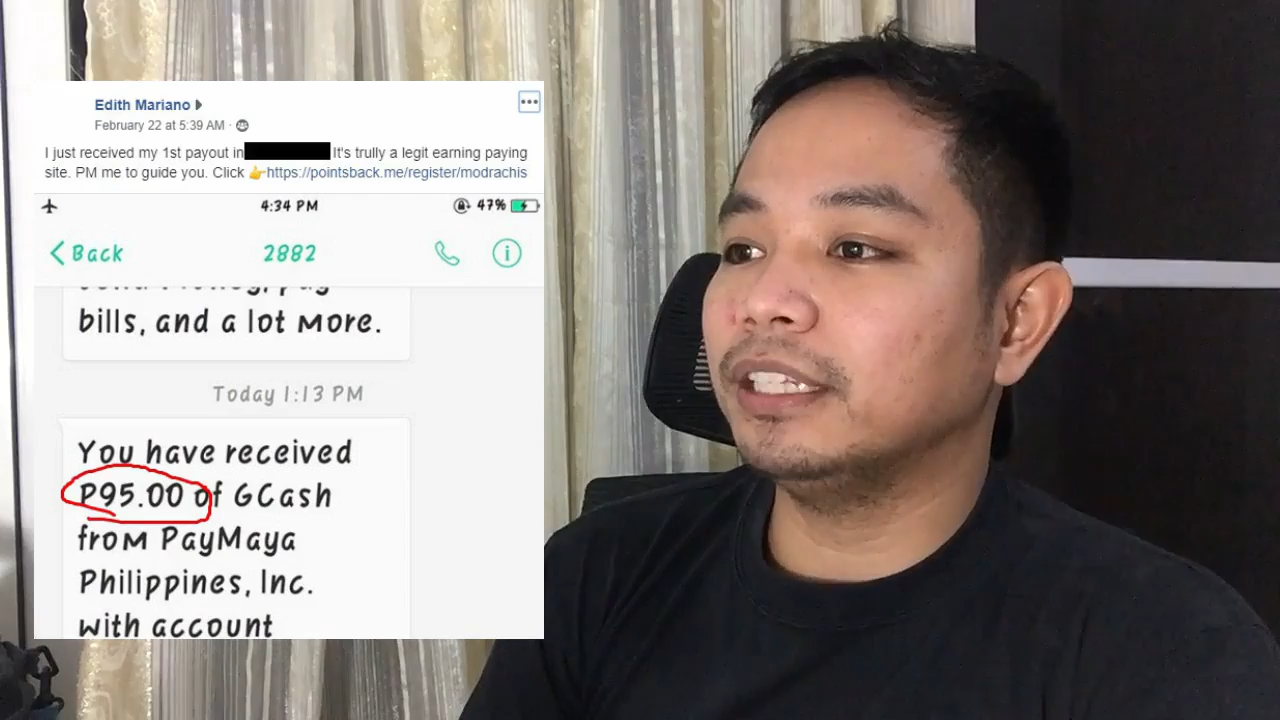 Edith Mariano
February 22 at 5:39 AM ·
I just received my 1st payout in It's trully a legit earning paying
site. PM me to guide you. Click 👉https://pointsback.me/register/modrachis
4:34 PM 47%
Back 2882
bills, and a lot more.
Today 1:13 PM
You have received
P95.00 of GCash
from PayMaya
Philippines, Inc.
with account